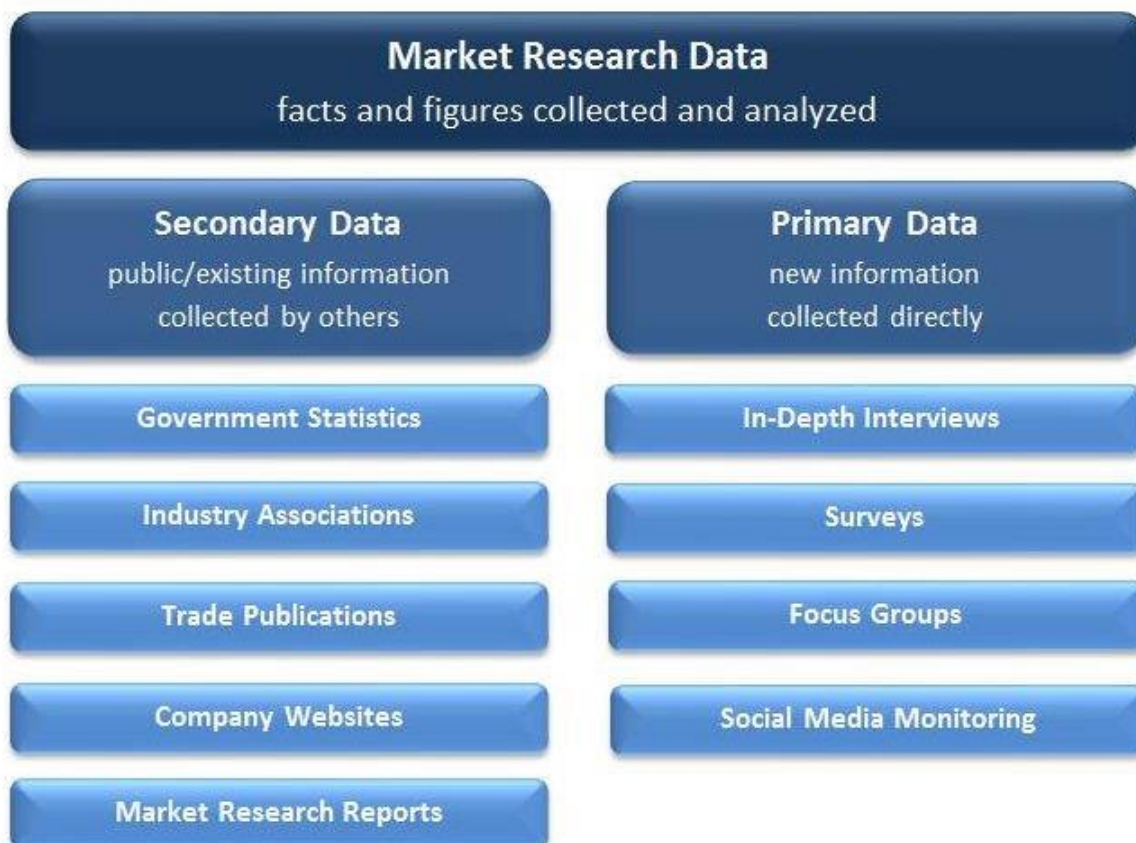 Market Research Data
facts and figures collected and analyzed
Secondary Data
public/existing information
collected by others
Government Statistics
Industry Associations
Trade Publications
Company Websites
Market Research Reports
Primary Data
new information
collected directly
In-Depth Interviews
Surveys
Focus Groups
Social Media Monitoring